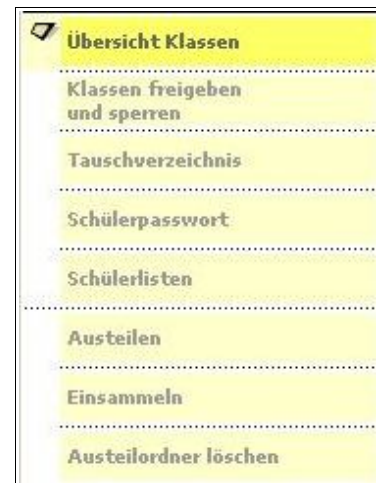 Übersicht Klassen
Klassen freigeben
und sperren
Tauschverzeichnis
Schülerpasswort
Schülerlisten
Austeilen
Einsammeln
Austeilordner löschen